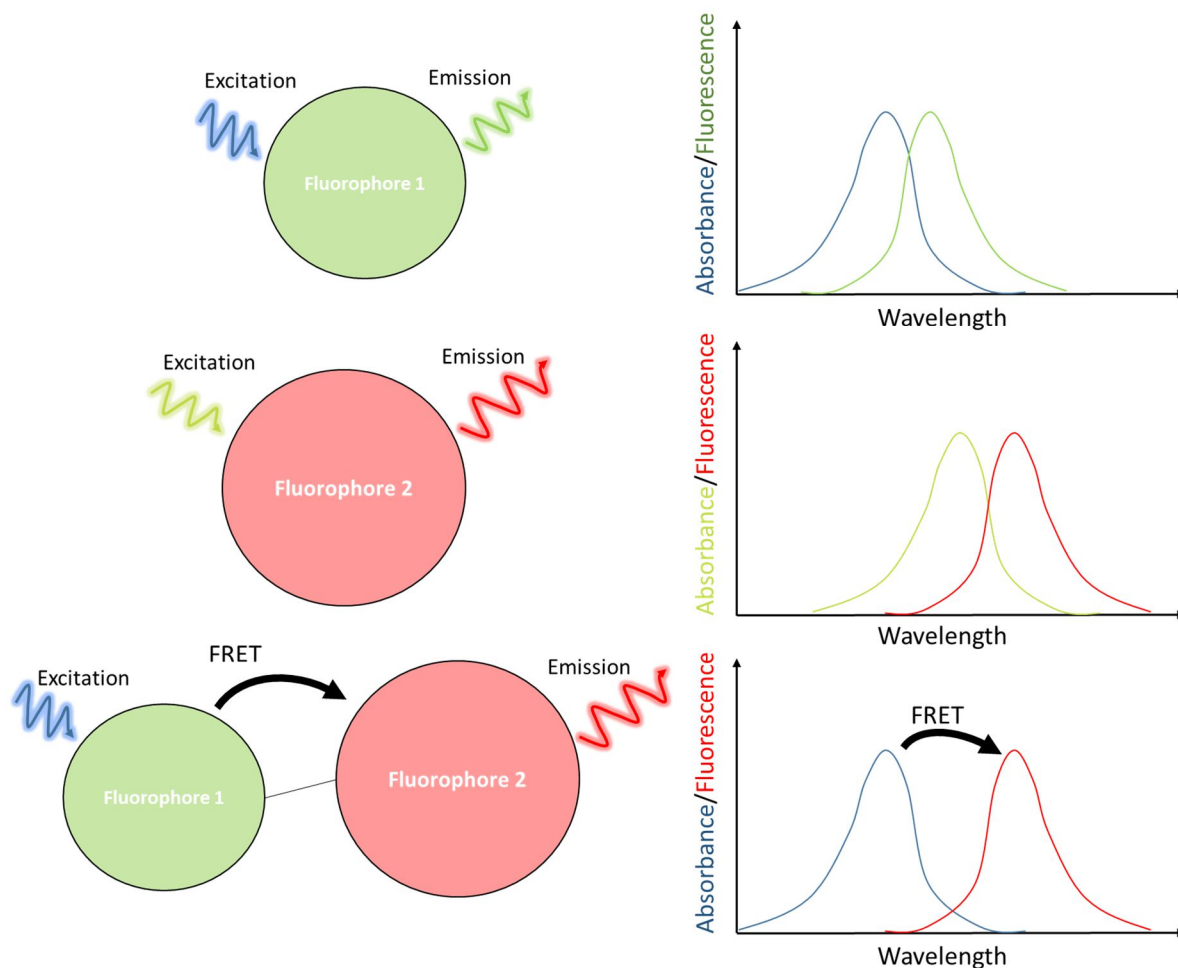 Excitation
Emission
Fluorophore 1
Absorbance/Fluorescence
Wavelength
Excitation
Emission
Fluorophore 2
Absorbance/Fluorescence
Wavelength
Excitation
FRET
Emission
Fluorophore 1
Fluorophore 2
Absorbance/Fluorescence
FRET
Wavelength